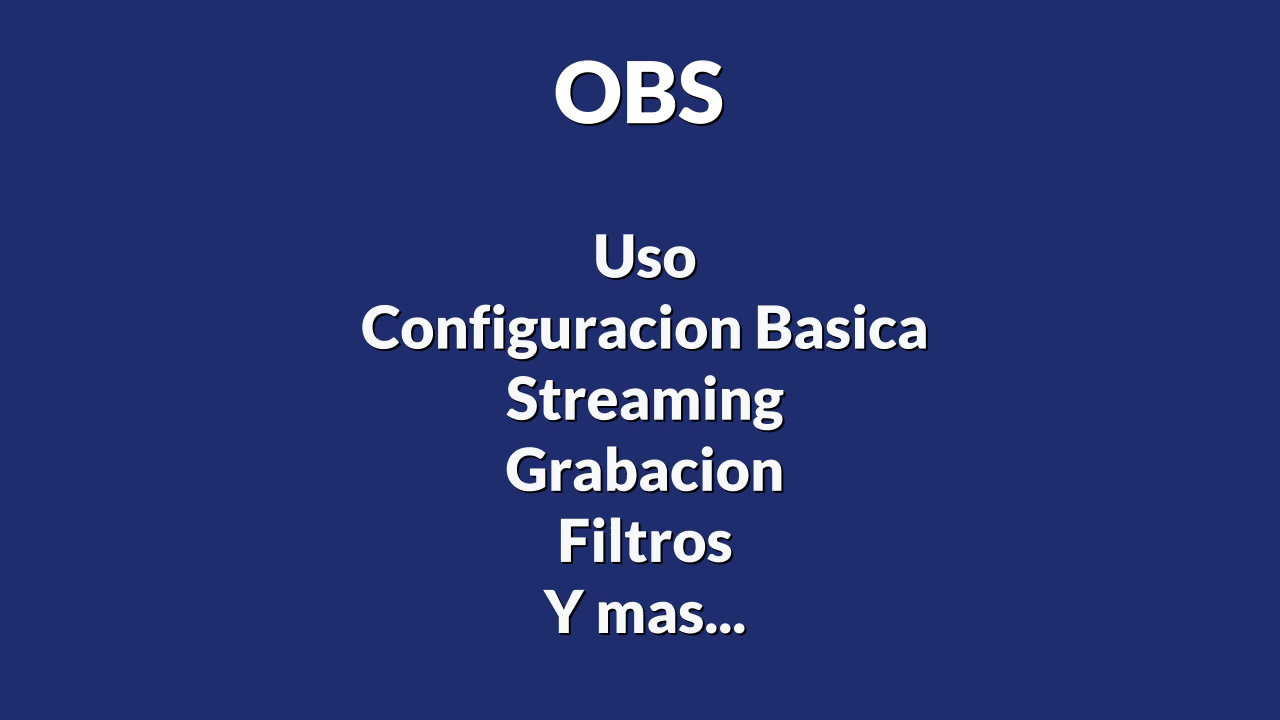 OBS
Uso
Configuracion Basica
Streaming
Grabacion
Filtros
Y mas...